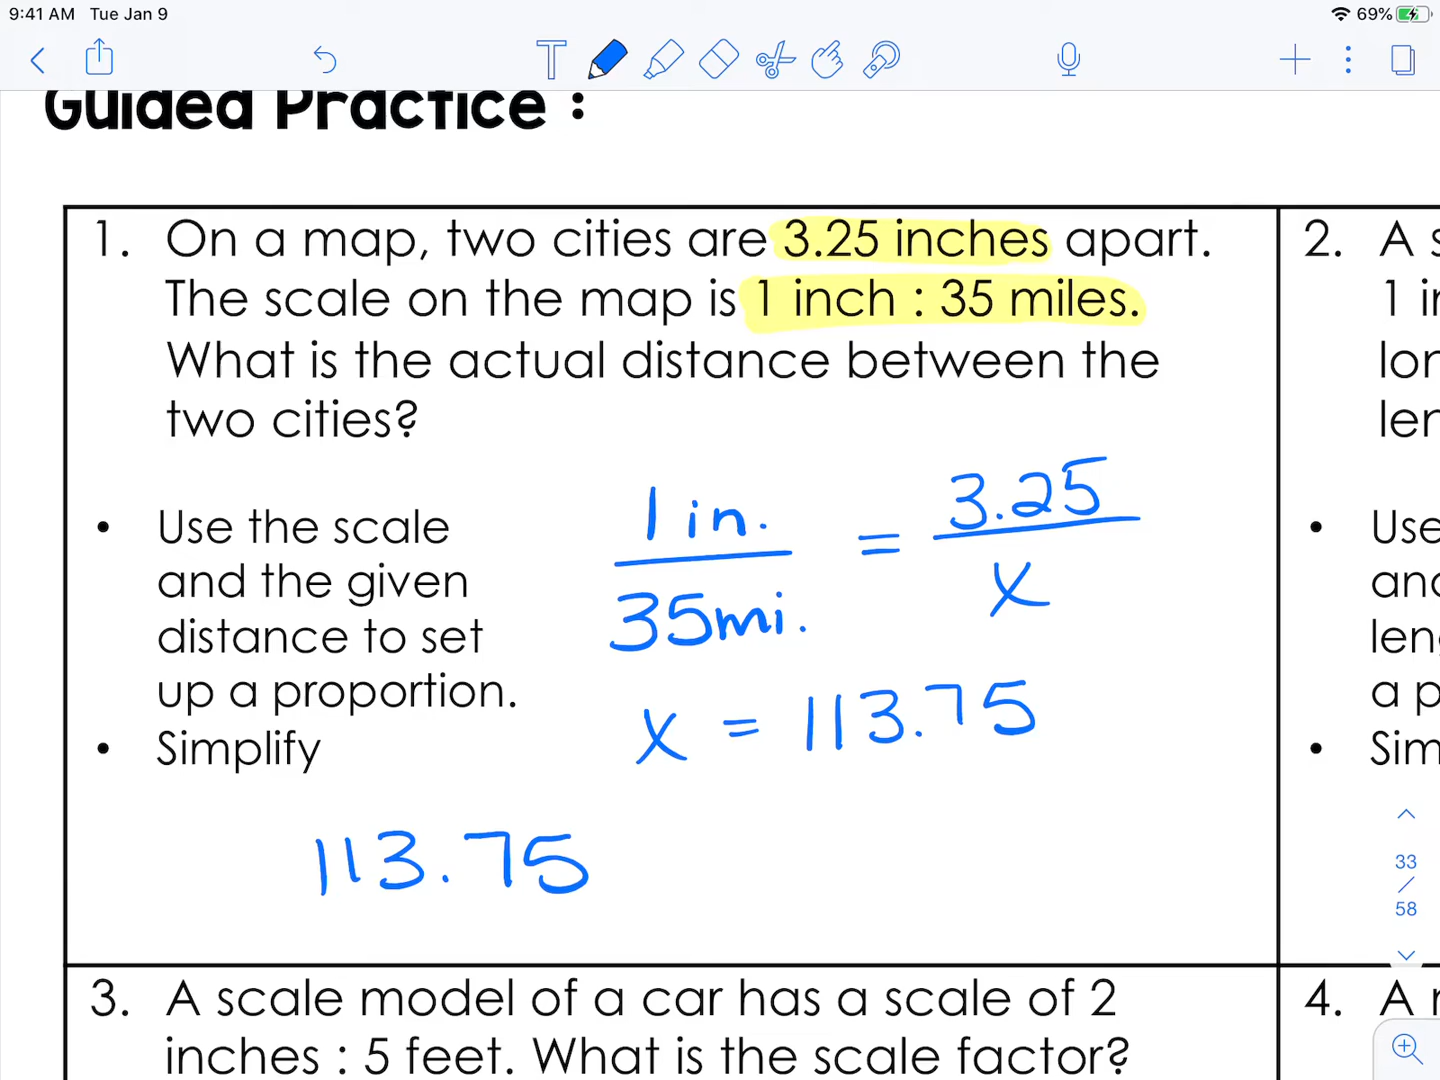 9:41 AM Tue Jan 9
69%
Guided Practice :
1. On a map, two cities are 3.25 inches apart.
The scale on the map is 1 inch : 35 miles.
What is the actual distance between the
two cities?
• Use the scale
and the given
distance to set
up a proportion.
• Simplify
1 in. = 3.25
35mi. x
x = 113.75
113.75
2. A s
1 in
lon
len
• Use
and
leng
a p
• Sim
33
/
58
3. A scale model of a car has a scale of 2
inches : 5 feet. What is the scale factor?
4. A r